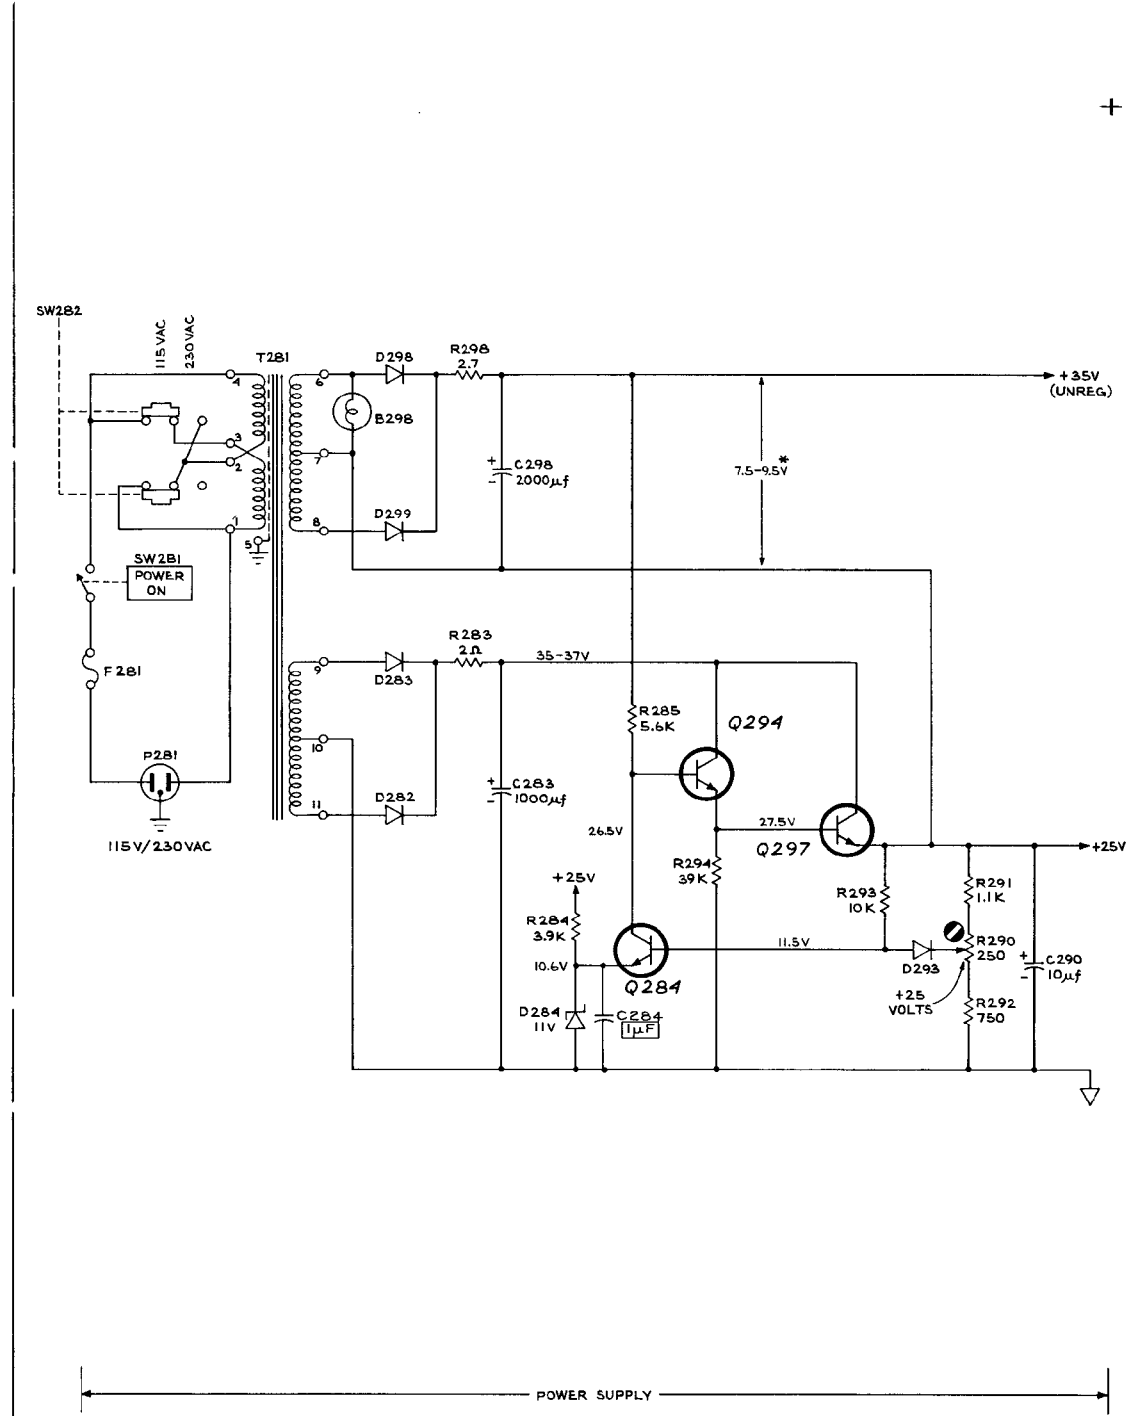 SW282
115 VAC
230 VAC
T281
4
3
2
1
5
6
7
8
D298
R298
2.7
B298
D299
C298
2000µf
+35V
(UNREG)
7.5-9.5V *
SW281
POWER
ON
F281
P281
115V/230VAC
9
10
11
D283
R283
2Ω
35-37V
D282
C283
1000µf
R285
5.6K
Q294
26.5V
27.5V
Q297
R294
39K
+25V
+25V
R284
3.9K
10.6V
Q284
D284
11V
C284
1µF
11.5V
R293
10K
D293
R291
1.1K
R290
250
+25
VOLTS
R292
750
C290
10µf
+
-
+
-
+
-
POWER SUPPLY